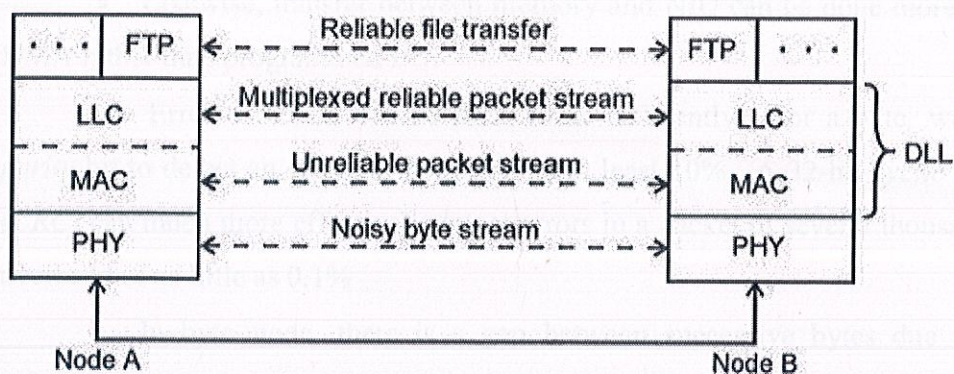 · · · FTP Reliable file transfer FTP · · ·
LLC Multiplexed reliable packet stream LLC
DLL
MAC Unreliable packet stream MAC
PHY Noisy byte stream PHY
Node A Node B